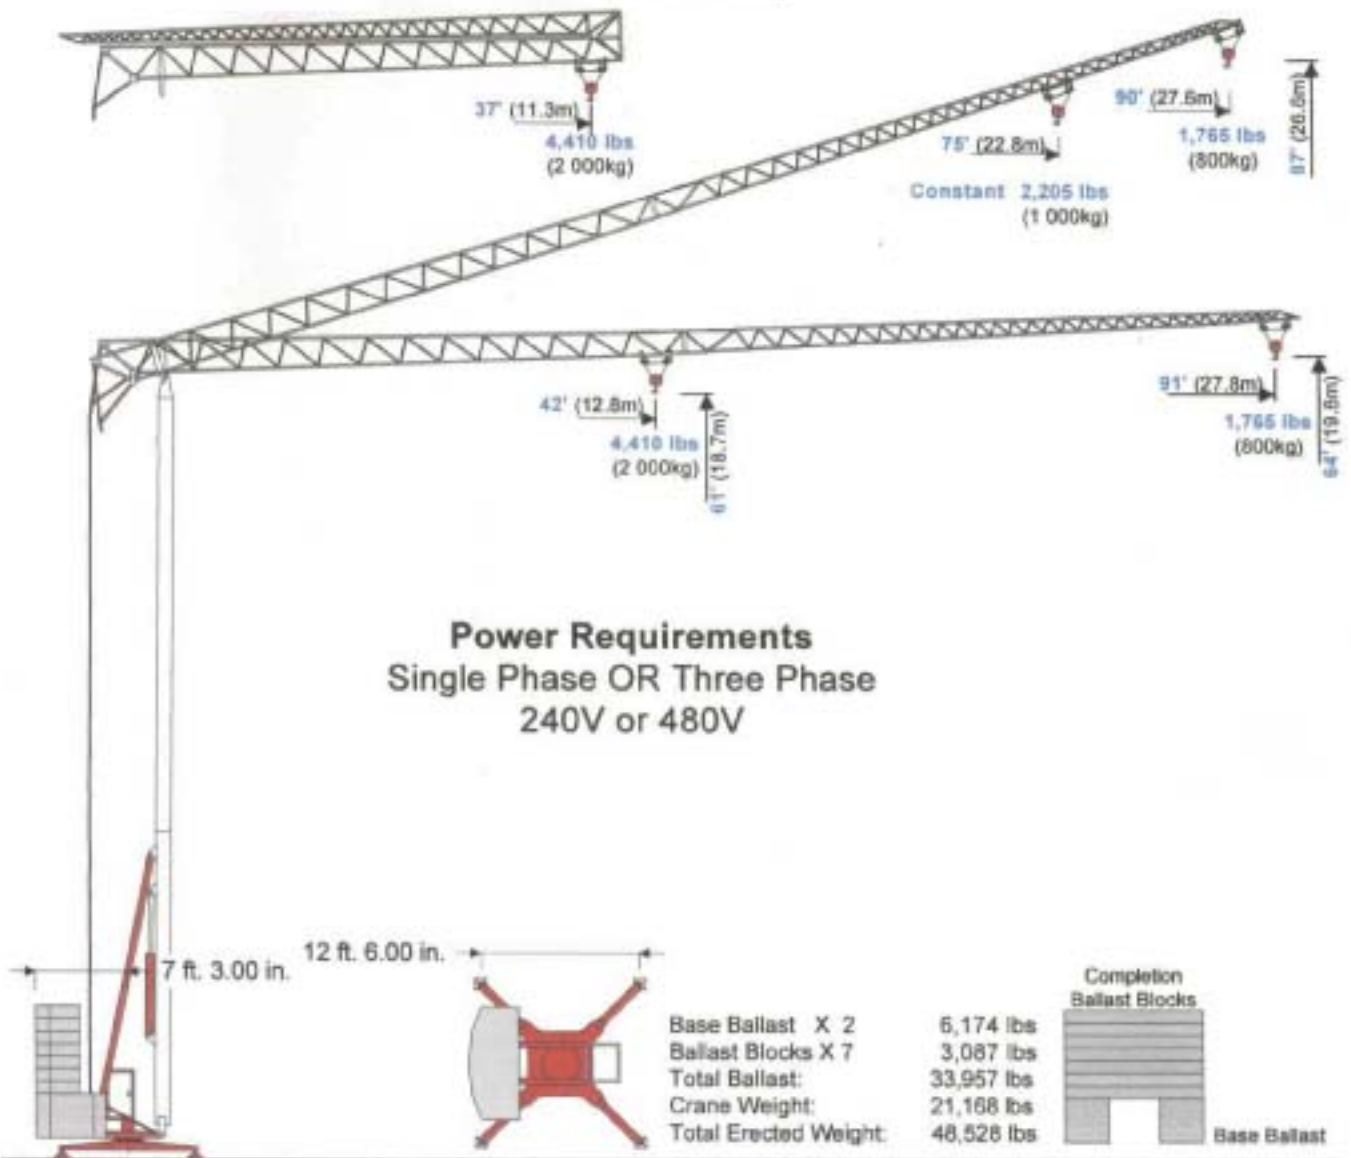 37' (11.3m)
4,410 lbs
(2 000kg)
90' (27.6m)
1,765 lbs
(800kg)
87' (26.6m)
75' (22.8m)
Constant 2,205 lbs
(1 000kg)
42' (12.8m)
4,410 lbs
(2 000kg)
61' (18.7m)
91' (27.8m)
1,765 lbs
(800kg)
64' (19.8m)
Power Requirements
Single Phase OR Three Phase
240V or 480V
7 ft. 3.00 in.
12 ft. 6.00 in.
Base Ballast X 2 6,174 lbs
Ballast Blocks X 7 3,087 lbs
Total Ballast: 33,957 lbs
Crane Weight: 21,168 lbs
Total Erected Weight: 48,528 lbs
Completion
Ballast Blocks
Base Ballast